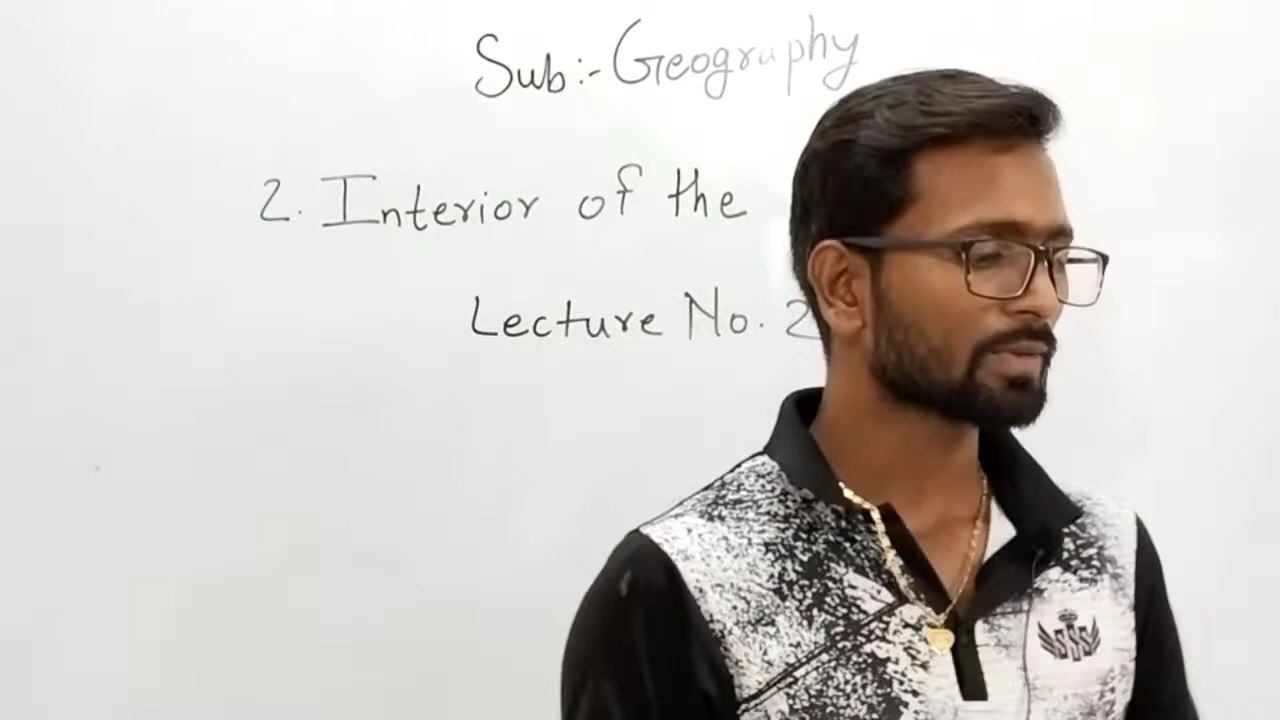 Sub:- Geography
2. Interior of the
Lecture No. 2